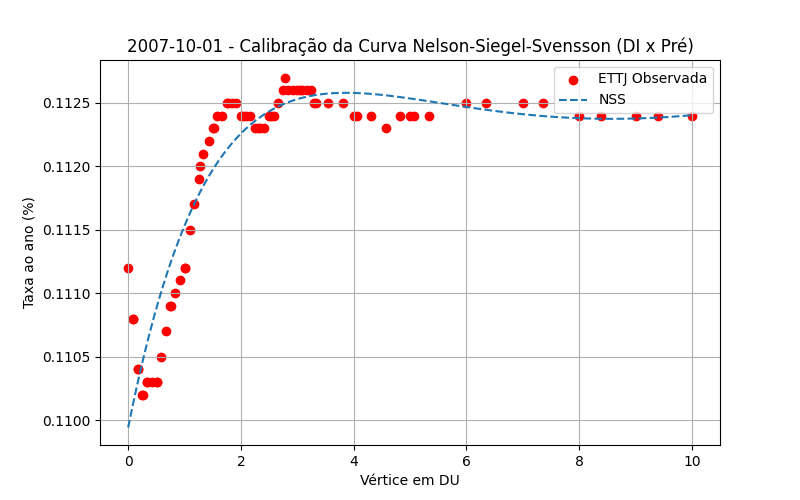 2007-10-01 - Calibração da Curva Nelson-Siegel-Svensson (DI x Pré)
ETTJ Observada
NSS
Taxa ao ano (%)
0.1125
0.1120
0.1115
0.1110
0.1105
0.1100
0 2 4 6 8 10
Vértice em DU